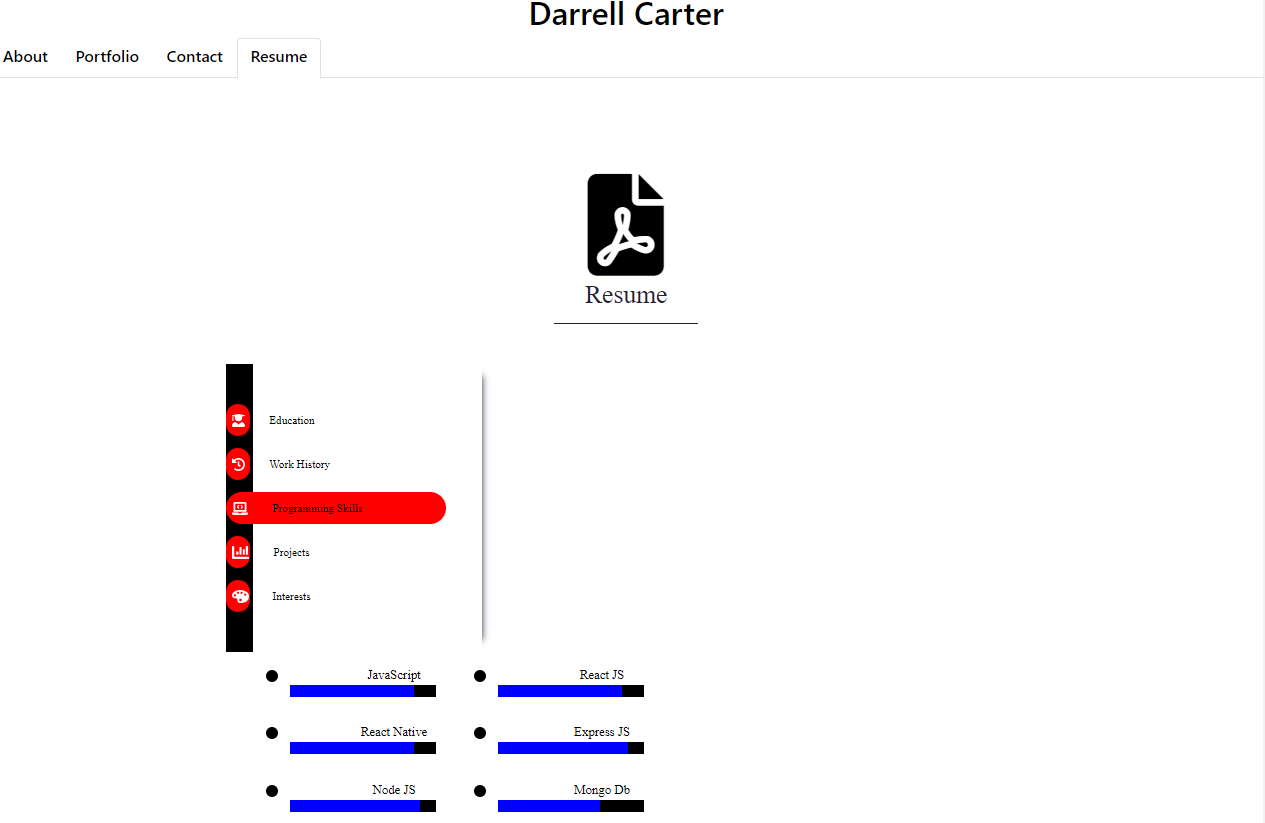 Darrell Carter
About Portfolio Contact Resume
Resume
Education
Work History
Programming Skills
Projects
Interests
JavaScript React JS
React Native Express JS
Node JS Mongo Db